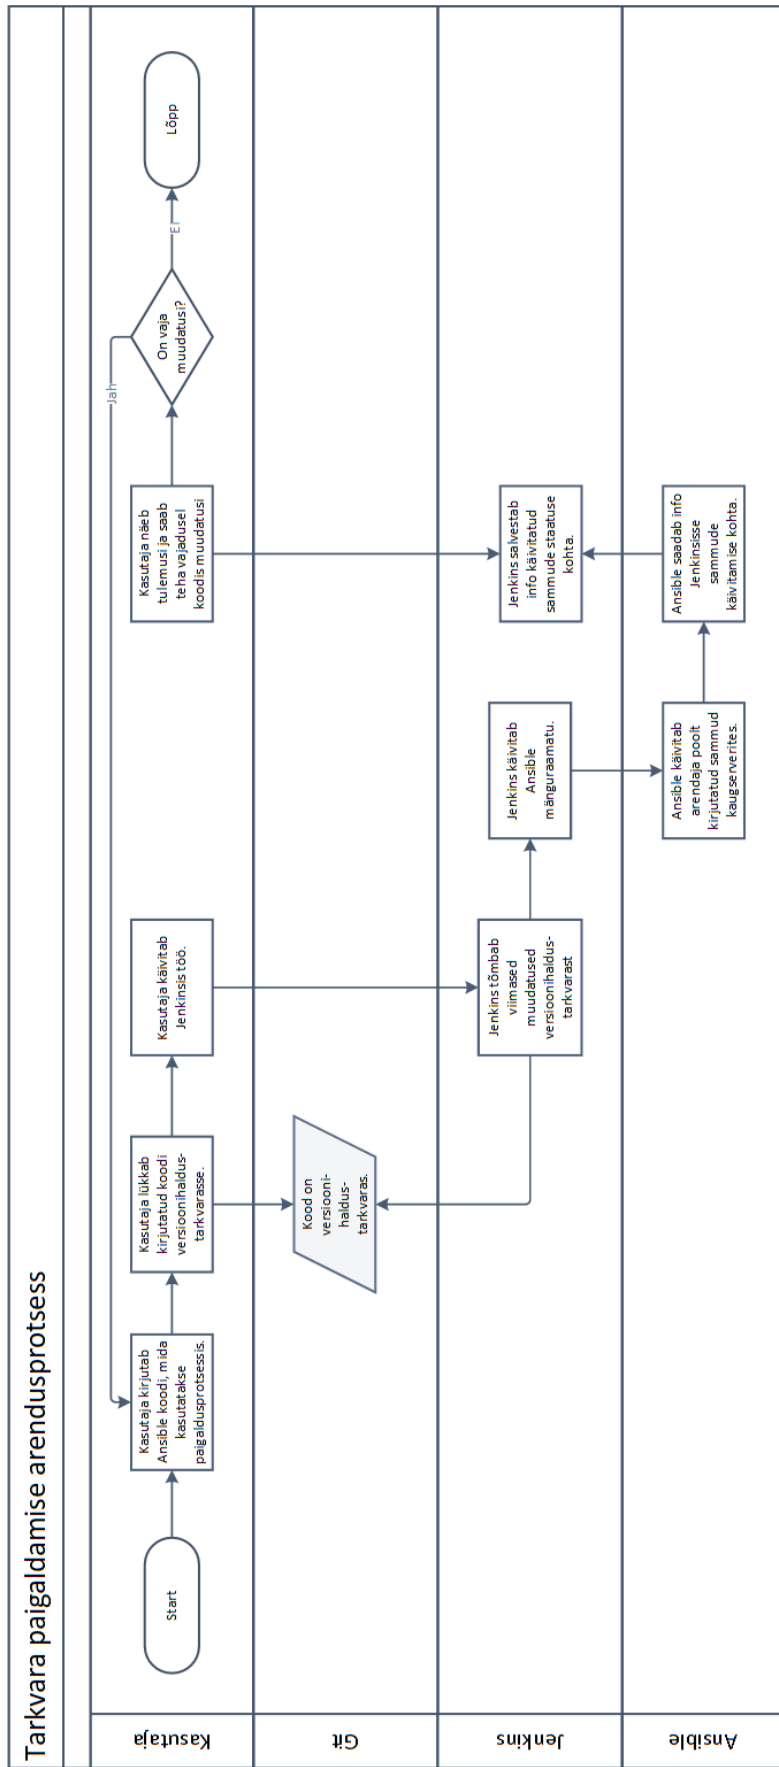 Tarkvara paigaldamise arendusprotsess
Kasutaja
Start
Kasutaja kirjutab
Ansible koodi, mida
kasutatakse
paigaldusprotsessis.
Kasutaja lükkab
kirjutatud koodi
versioonihaldus-
tarkvarasse.
Kasutaja käivitab
Jenkinsis töö.
Kasutaja näeb
tulemusi ja saab
teha vajadusel
koodis muudatusi
On vaja
muudatusi?
Jah
Ei
Lõpp
Git
Kood on
versiooni-
haldus-
tarkvaras.
Jenkins
Jenkins tõmbab
viimased
muudatused
versioonihaldus-
tarkvarast
Jenkins käivitab
Ansible
mänguraamatu.
Jenkins salvestab
info käivitatud
sammude staatuse
kohta.
Ansible
Ansible käivitab
arendaja poolt
kirjutatud sammud
kaugserverites.
Ansible saadab info
Jenkinsisse
sammude
käivitamise kohta.